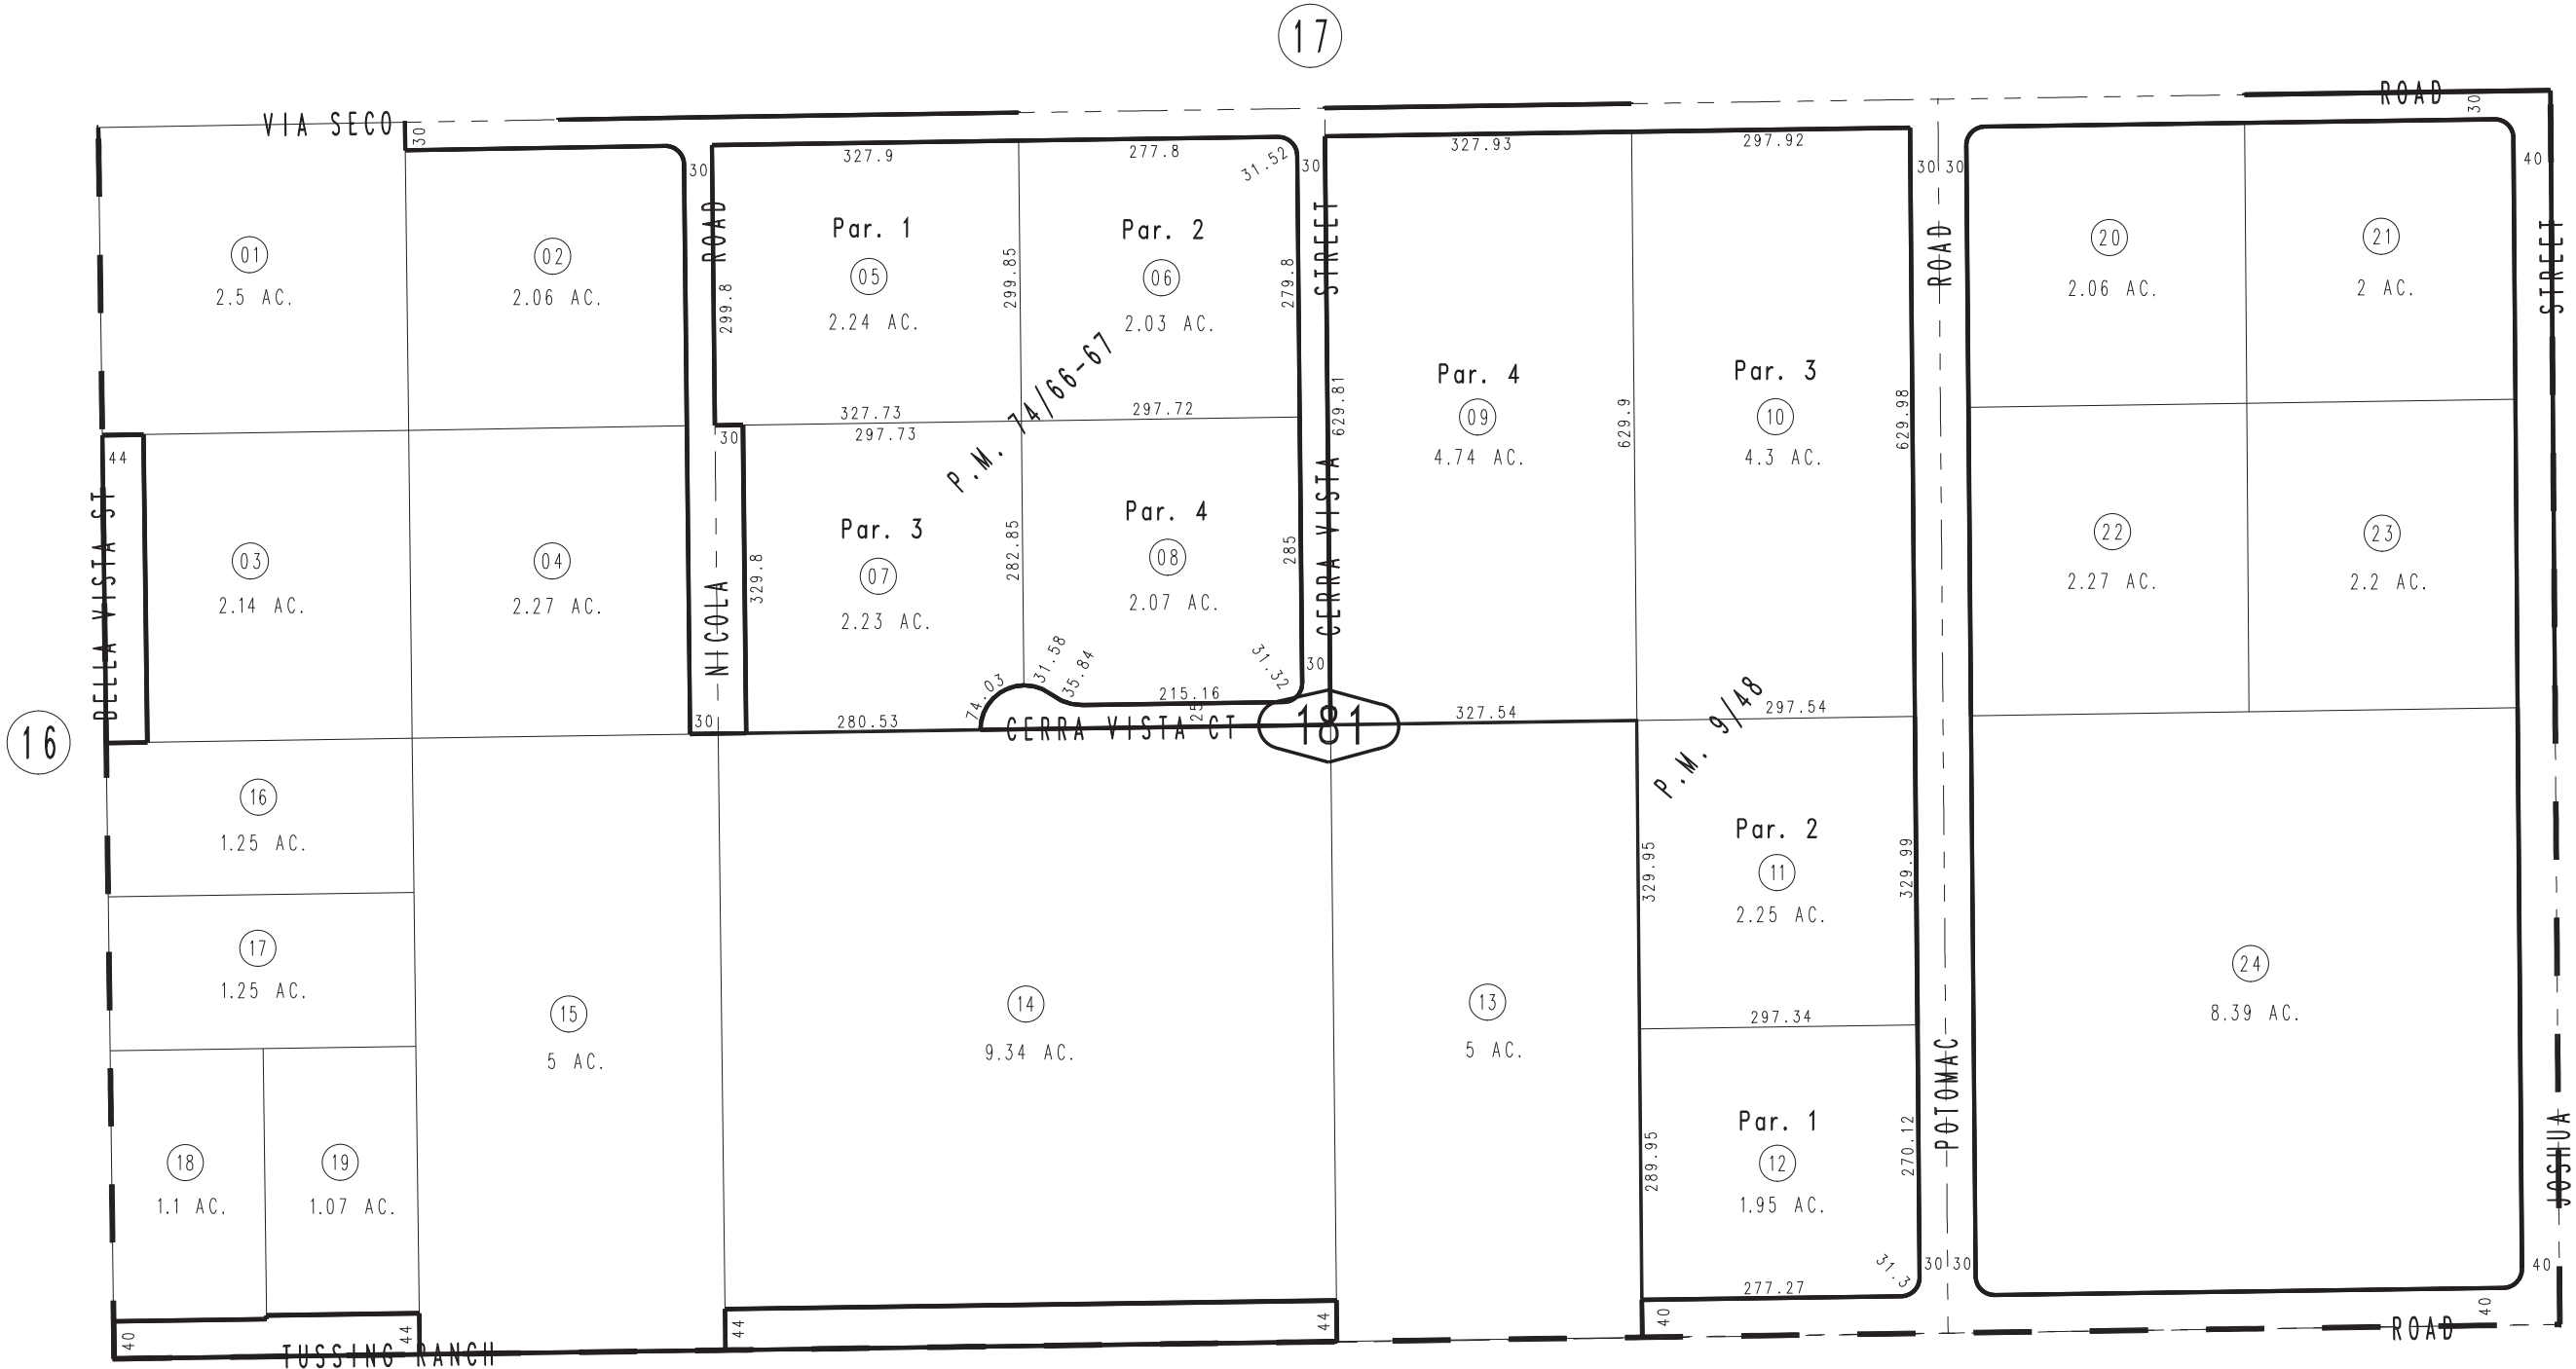 17
VIA SECO
ROAD
30
30
327.9
277.8
31.52
30
327.93
297.92
30
30
40
01
2.5 AC.
02
2.06 AC.
ROAD
299.8
Par. 1
05
2.24 AC.
299.85
Par. 2
06
2.03 AC.
279.8
STREET
ROAD
20
2.06 AC.
21
2 AC.
STREET
30
P.M. 74/66-67
327.73
297.73
297.72
30
629.81
Par. 4
09
4.74 AC.
629.9
Par. 3
10
4.3 AC.
629.98
44
BELLA VISTA ST
03
2.14 AC.
04
2.27 AC.
NICOLA
329.8
Par. 3
07
2.23 AC.
282.85
Par. 4
08
2.07 AC.
285
CERRA VISTA
22
2.27 AC.
23
2.2 AC.
74.03
31.58
35.84
215.16
31.32
30
30
280.53
25
CERRA VISTA CT
181
327.54
297.54
P.M. 9/48
16
16
1.25 AC.
17
1.25 AC.
15
5 AC.
14
9.34 AC.
13
5 AC.
329.95
Par. 2
11
2.25 AC.
329.99
297.34
24
8.39 AC.
POTOMAC
18
1.1 AC.
19
1.07 AC.
289.95
Par. 1
12
1.95 AC.
270.12
JOSHUA
31.3
277.27
30
30
40
40
44
44
44
40
40
TUSSING RANCH
ROAD